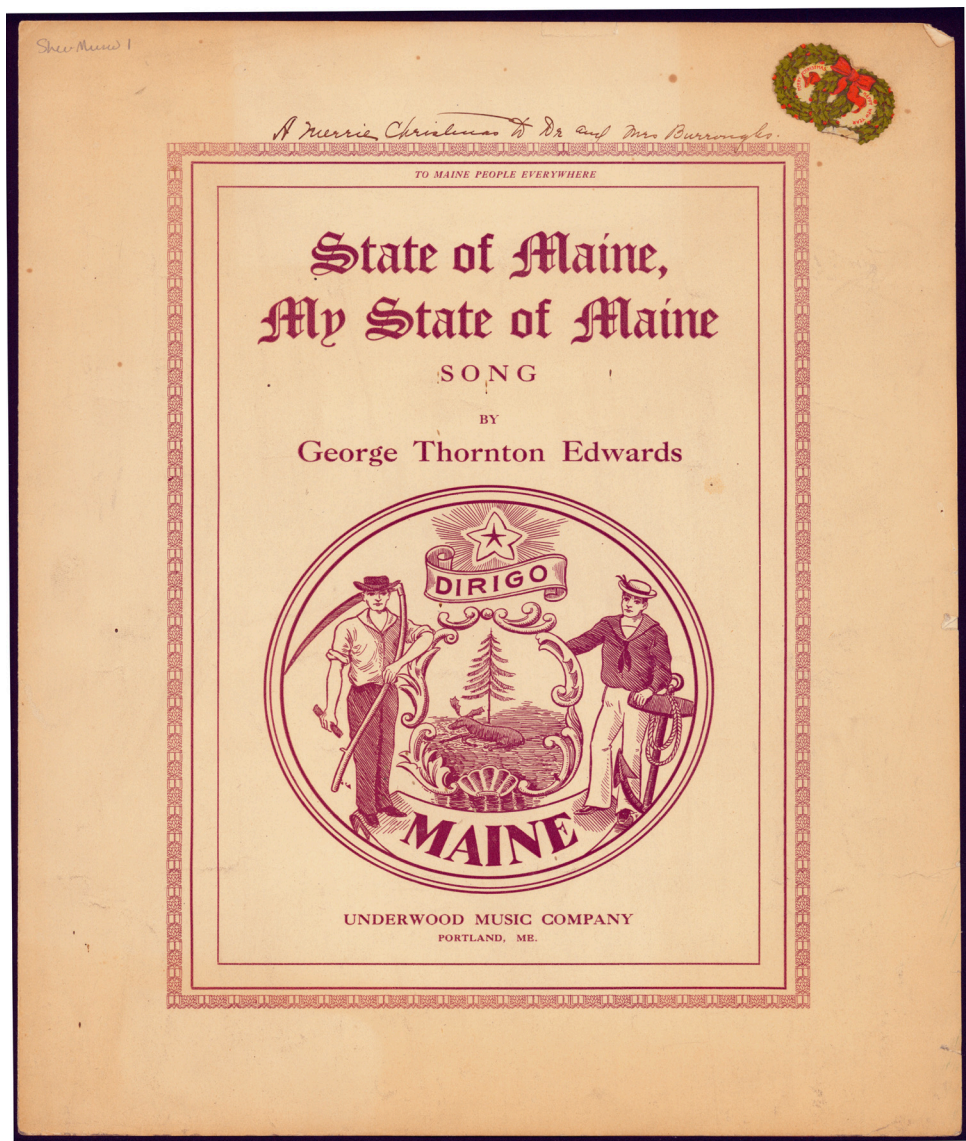 Sheet Music 1
A Merrie Christmas to Dr and Mrs Burroughs.
TO MAINE PEOPLE EVERYWHERE
State of Maine,
My State of Maine
SONG
BY
George Thornton Edwards
DIRIGO
MAINE
UNDERWOOD MUSIC COMPANY
PORTLAND, ME.